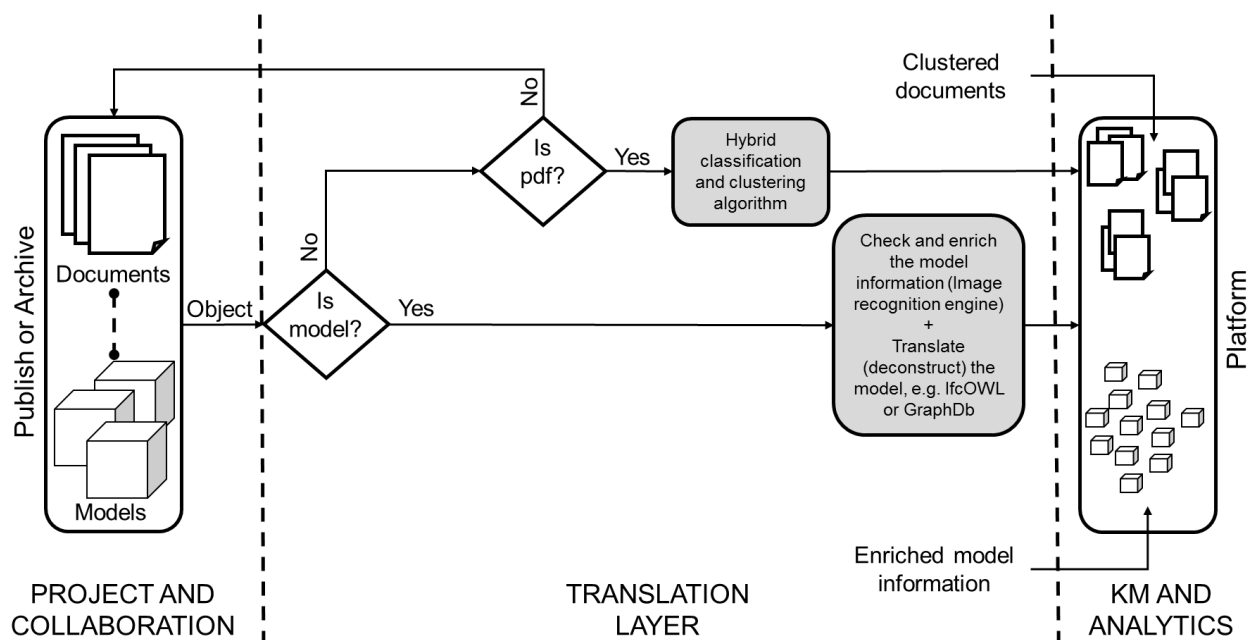 Clustered
documents
No
Is
pdf?
Yes
Hybrid
classification
and clustering
algorithm
Publish or Archive
Documents
Models
Object
No
Is
model?
Yes
Check and enrich
the model
information (Image
recognition engine)
+
Translate
(deconstruct) the
model, e.g. IfcOWL
or GraphDb
Platform
Enriched model
information
PROJECT AND
COLLABORATION
TRANSLATION
LAYER
KM AND
ANALYTICS